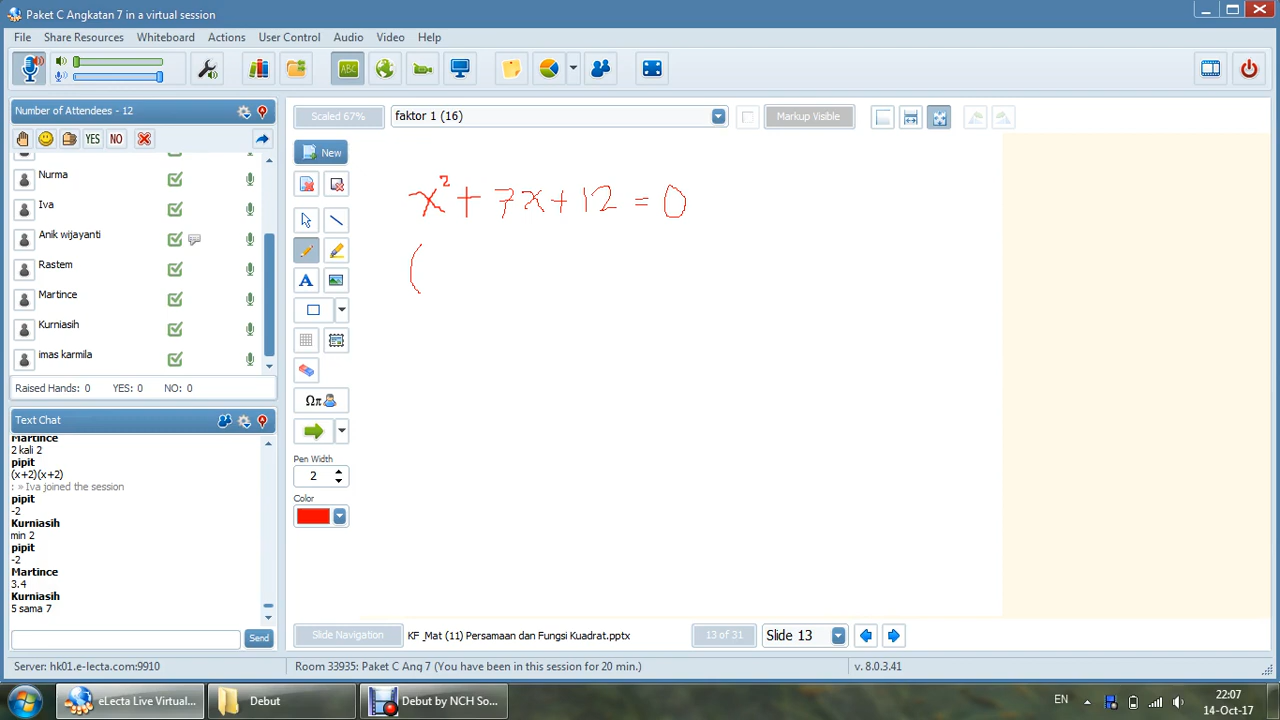 Paket C Angkatan 7 in a virtual session
File Share Resources Whiteboard Actions User Control Audio Video Help
ABC
Number of Attendees - 12
YES NO
Nurma
Iva
Anik wijayanti
Rastem
Martince
Kurniasih
imas karmila
Raised Hands: 0 YES: 0 NO: 0
Text Chat
Martince
2 kali 2
pipit
(x+2)(x+2)
: » Iva joined the session
pipit
-2
Kurniasih
min 2
pipit
-2
Martince
3.4
Kurniasih
5 sama 7
Send
Scaled 67% faktor 1 (16) Markup Visible
New
A
Ωπ
Pen Width
2
Color
x² + 7x + 12 = 0
(
Slide Navigation KF_Mat (11) Persamaan dan Fungsi Kuadrat.pptx 13 of 31 Slide 13
Server: hk01.e-lecta.com:9910 Room 33935: Paket C Ang 7 (You have been in this session for 20 min.) v. 8.0.3.41
eLecta Live Virtual... Debut Debut by NCH So... EN 22:07
14-Oct-17